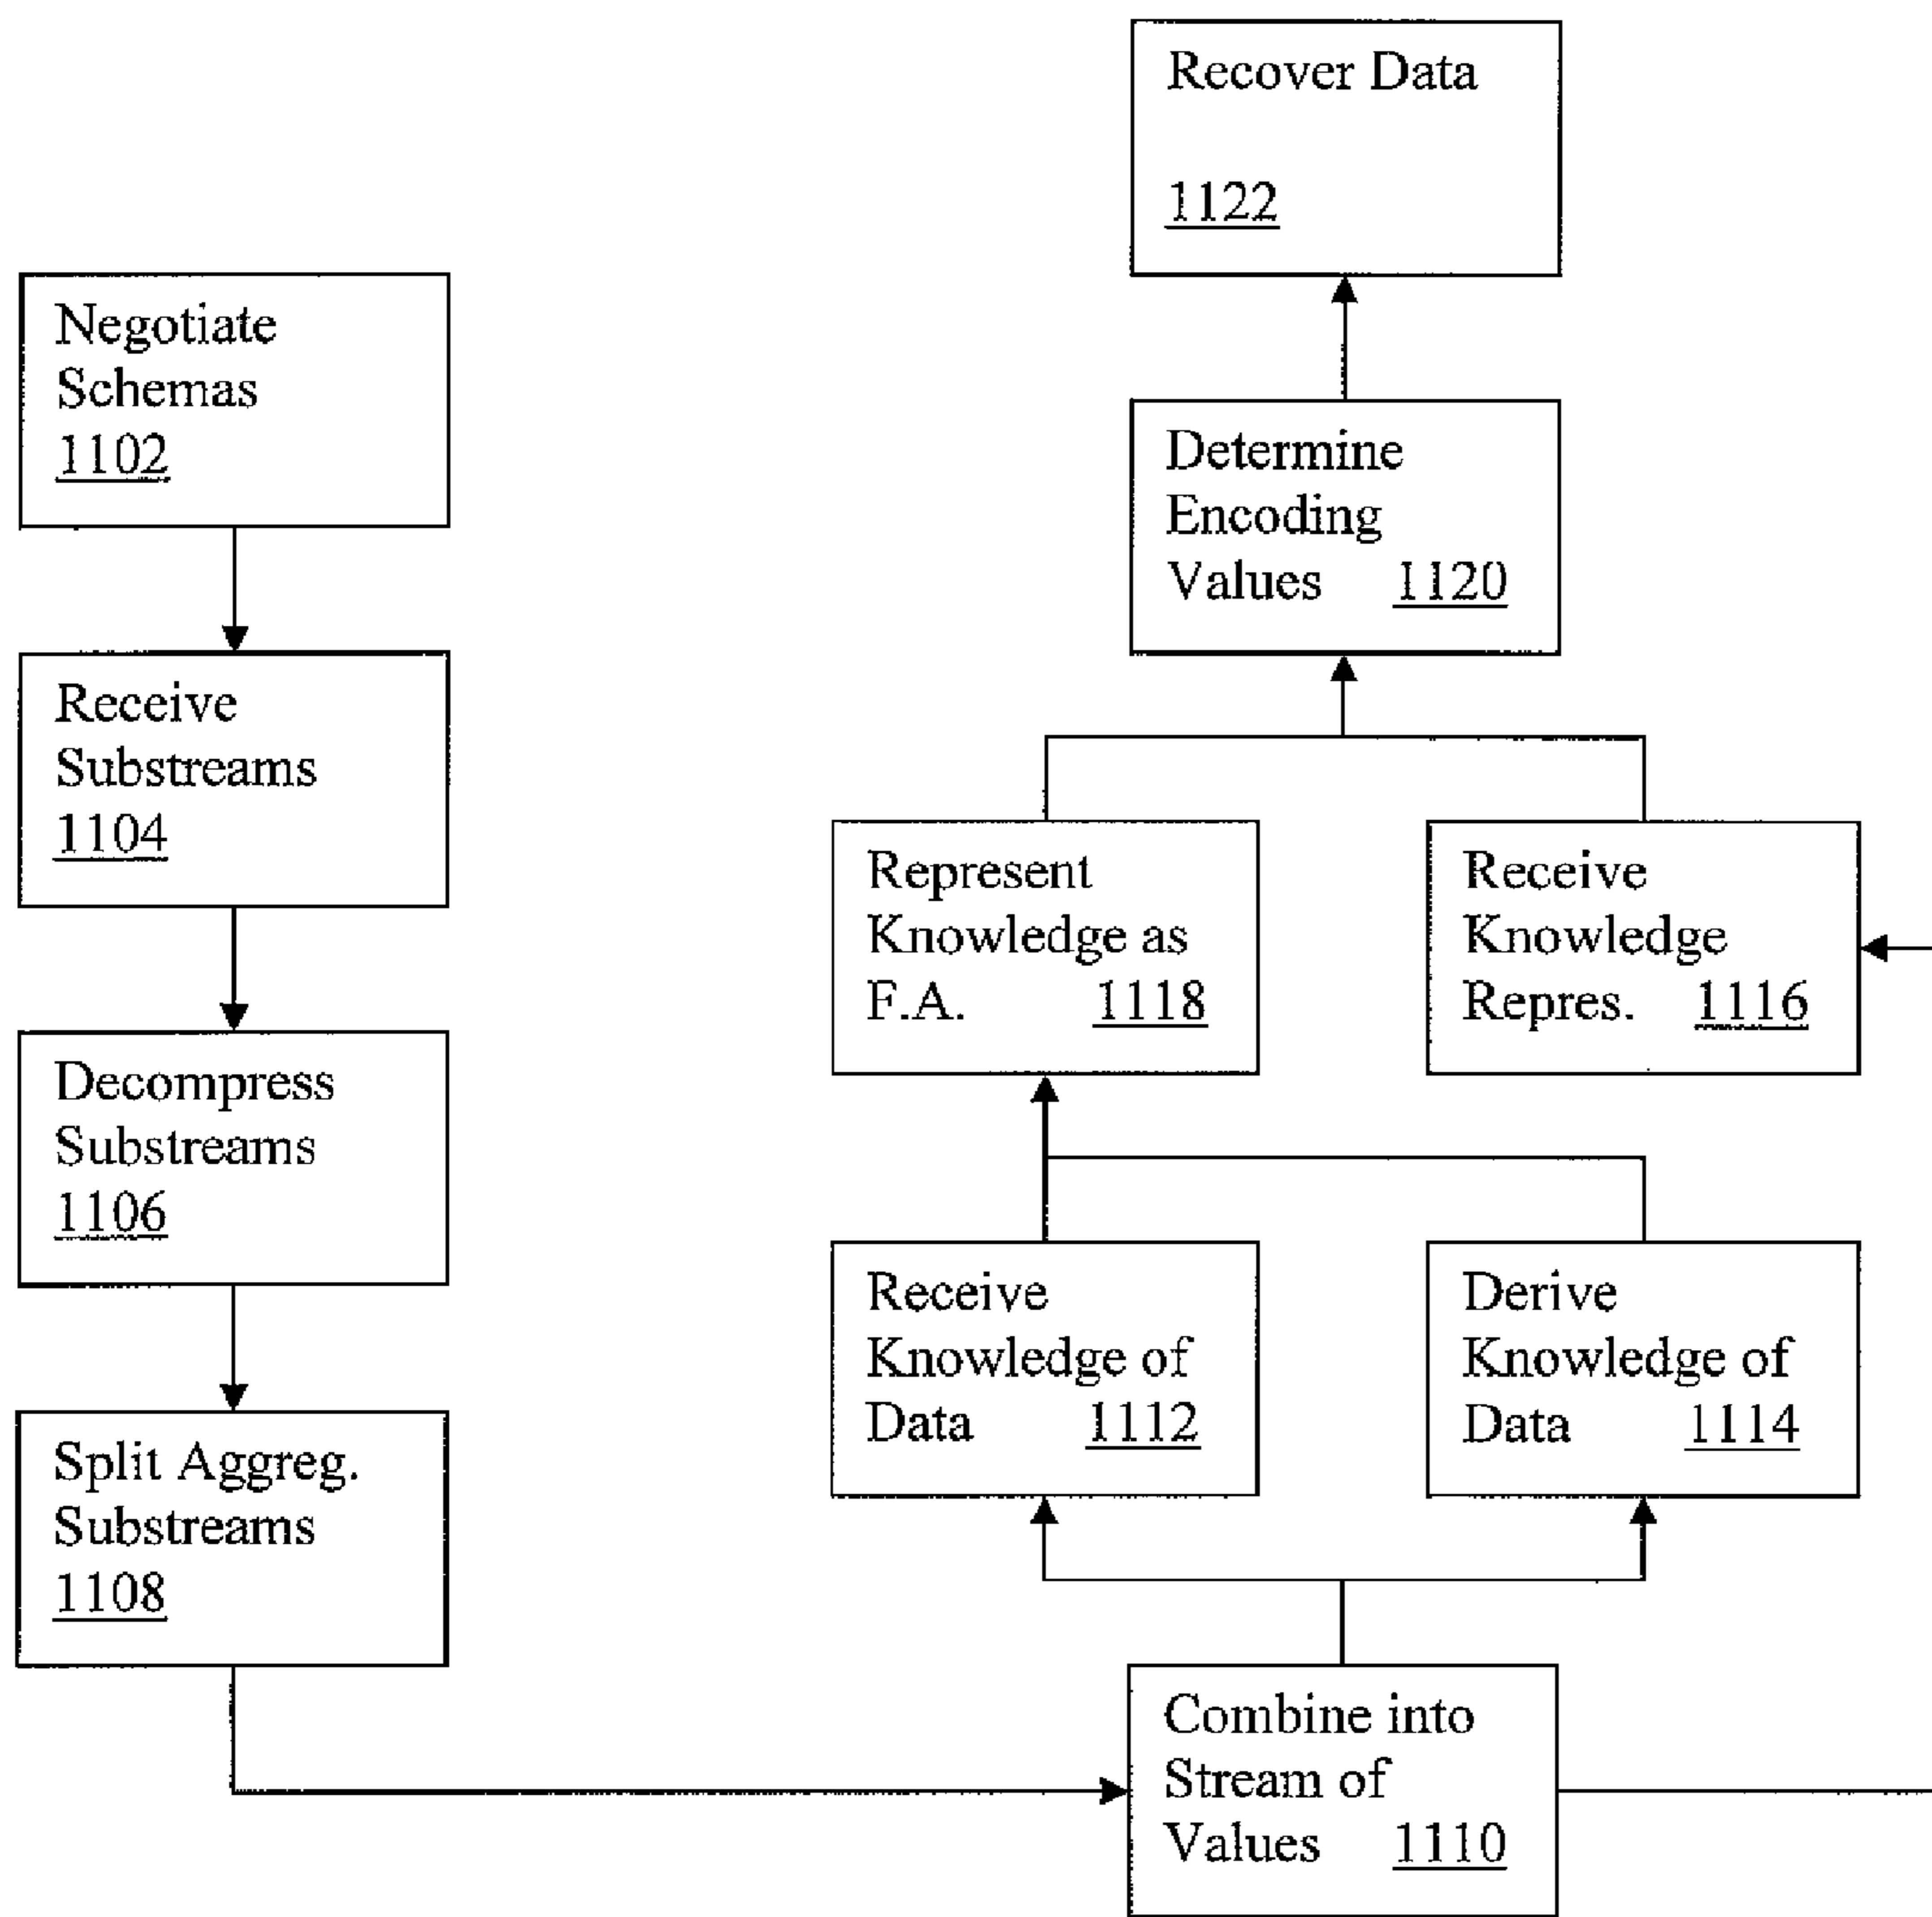 Recover Data
1122
Negotiate
Schemas
1102
Determine
Encoding
Values 1120
Receive
Substreams
1104
Represent
Knowledge as
F.A. 1118
Receive
Knowledge
Repres. 1116
Decompress
Substreams
1106
Receive
Knowledge of
Data 1112
Derive
Knowledge of
Data 1114
Split Aggreg.
Substreams
1108
Combine into
Stream of
Values 1110